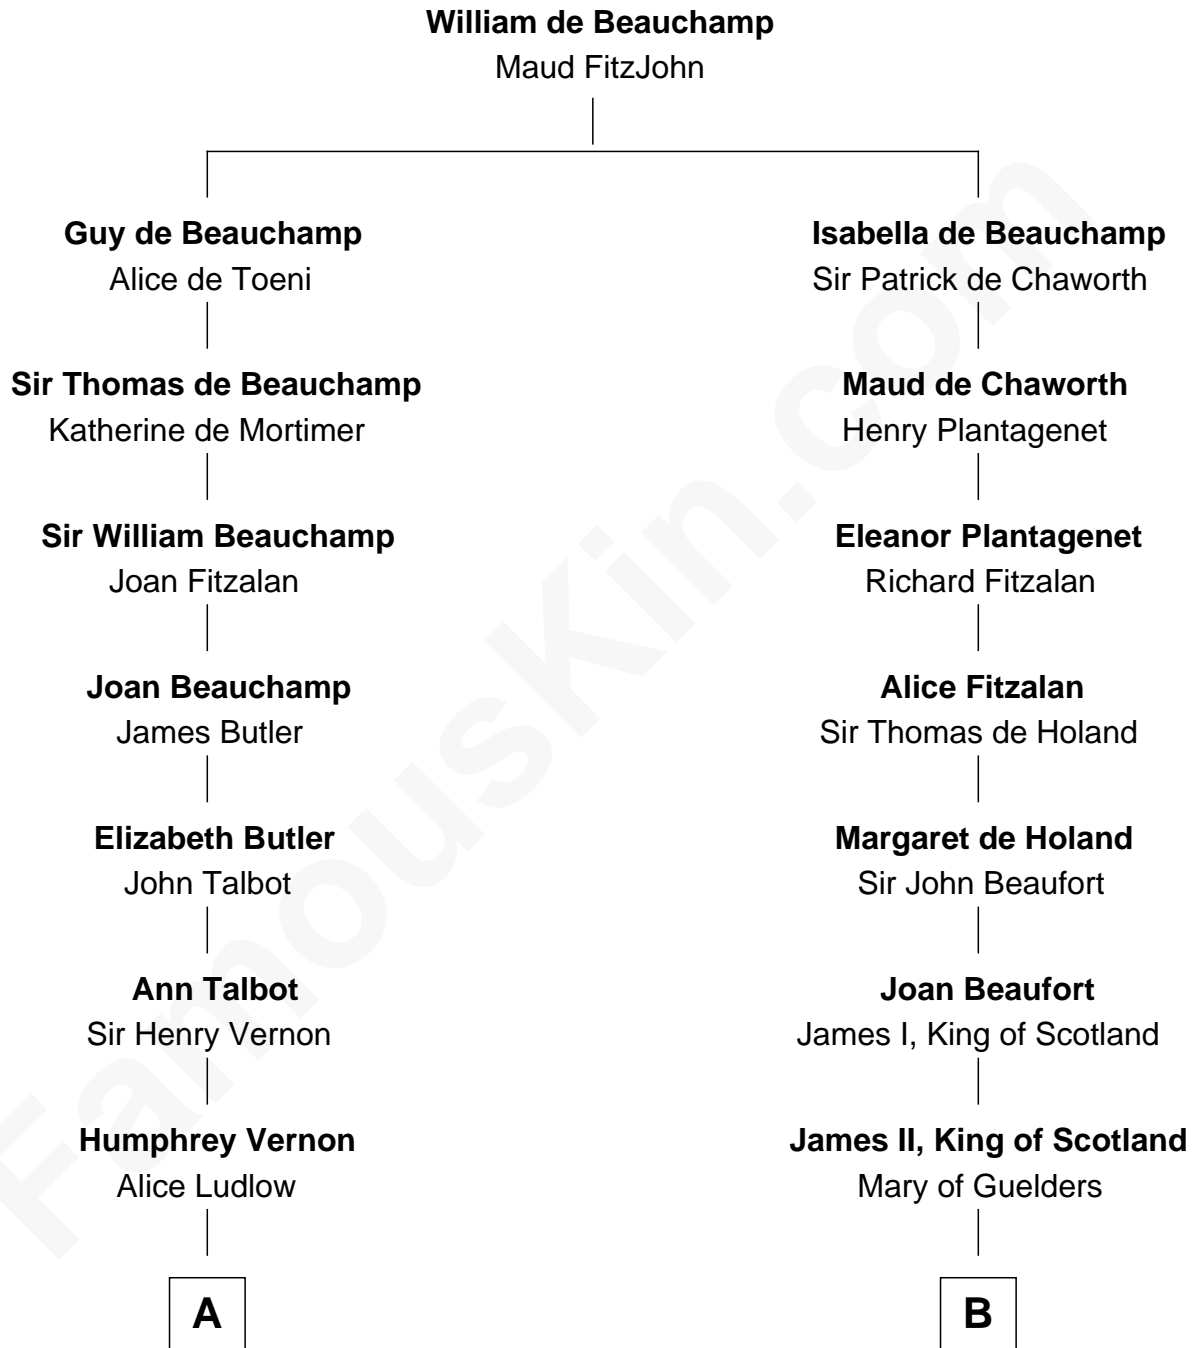 William de Beauchamp
Maud FitzJohn
Guy de Beauchamp
Alice de Toeni
Isabella de Beauchamp
Sir Patrick de Chaworth
Sir Thomas de Beauchamp
Katherine de Mortimer
Maud de Chaworth
Henry Plantagenet
Sir William Beauchamp
Joan Fitzalan
Eleanor Plantagenet
Richard Fitzalan
Joan Beauchamp
James Butler
Alice Fitzalan
Sir Thomas de Holand
Elizabeth Butler
John Talbot
Margaret de Holand
Sir John Beaufort
Ann Talbot
Sir Henry Vernon
Joan Beaufort
James I, King of Scotland
Humphrey Vernon
Alice Ludlow
James II, King of Scotland
Mary of Guelders
A
B
FamousKin.com